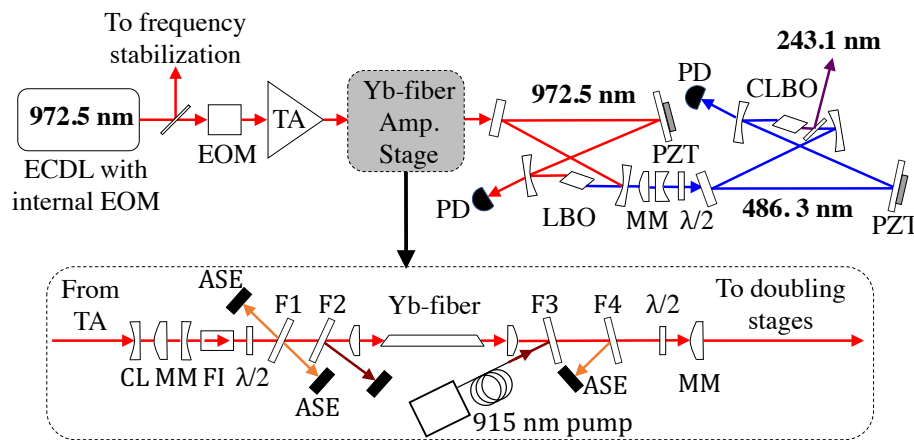 To frequency
stabilization
972.5 nm
ECDL with
internal EOM
EOM
TA
Yb-fiber
Amp.
Stage
972.5 nm
PZT
PD
LBO
MM
λ/2
243.1 nm
PD
CLBO
486. 3 nm
PZT
From
TA
ASE
F1
F2
Yb-fiber
F3
F4
λ/2
To doubling
stages
CL
MM
FI
λ/2
ASE
915 nm pump
ASE
MM